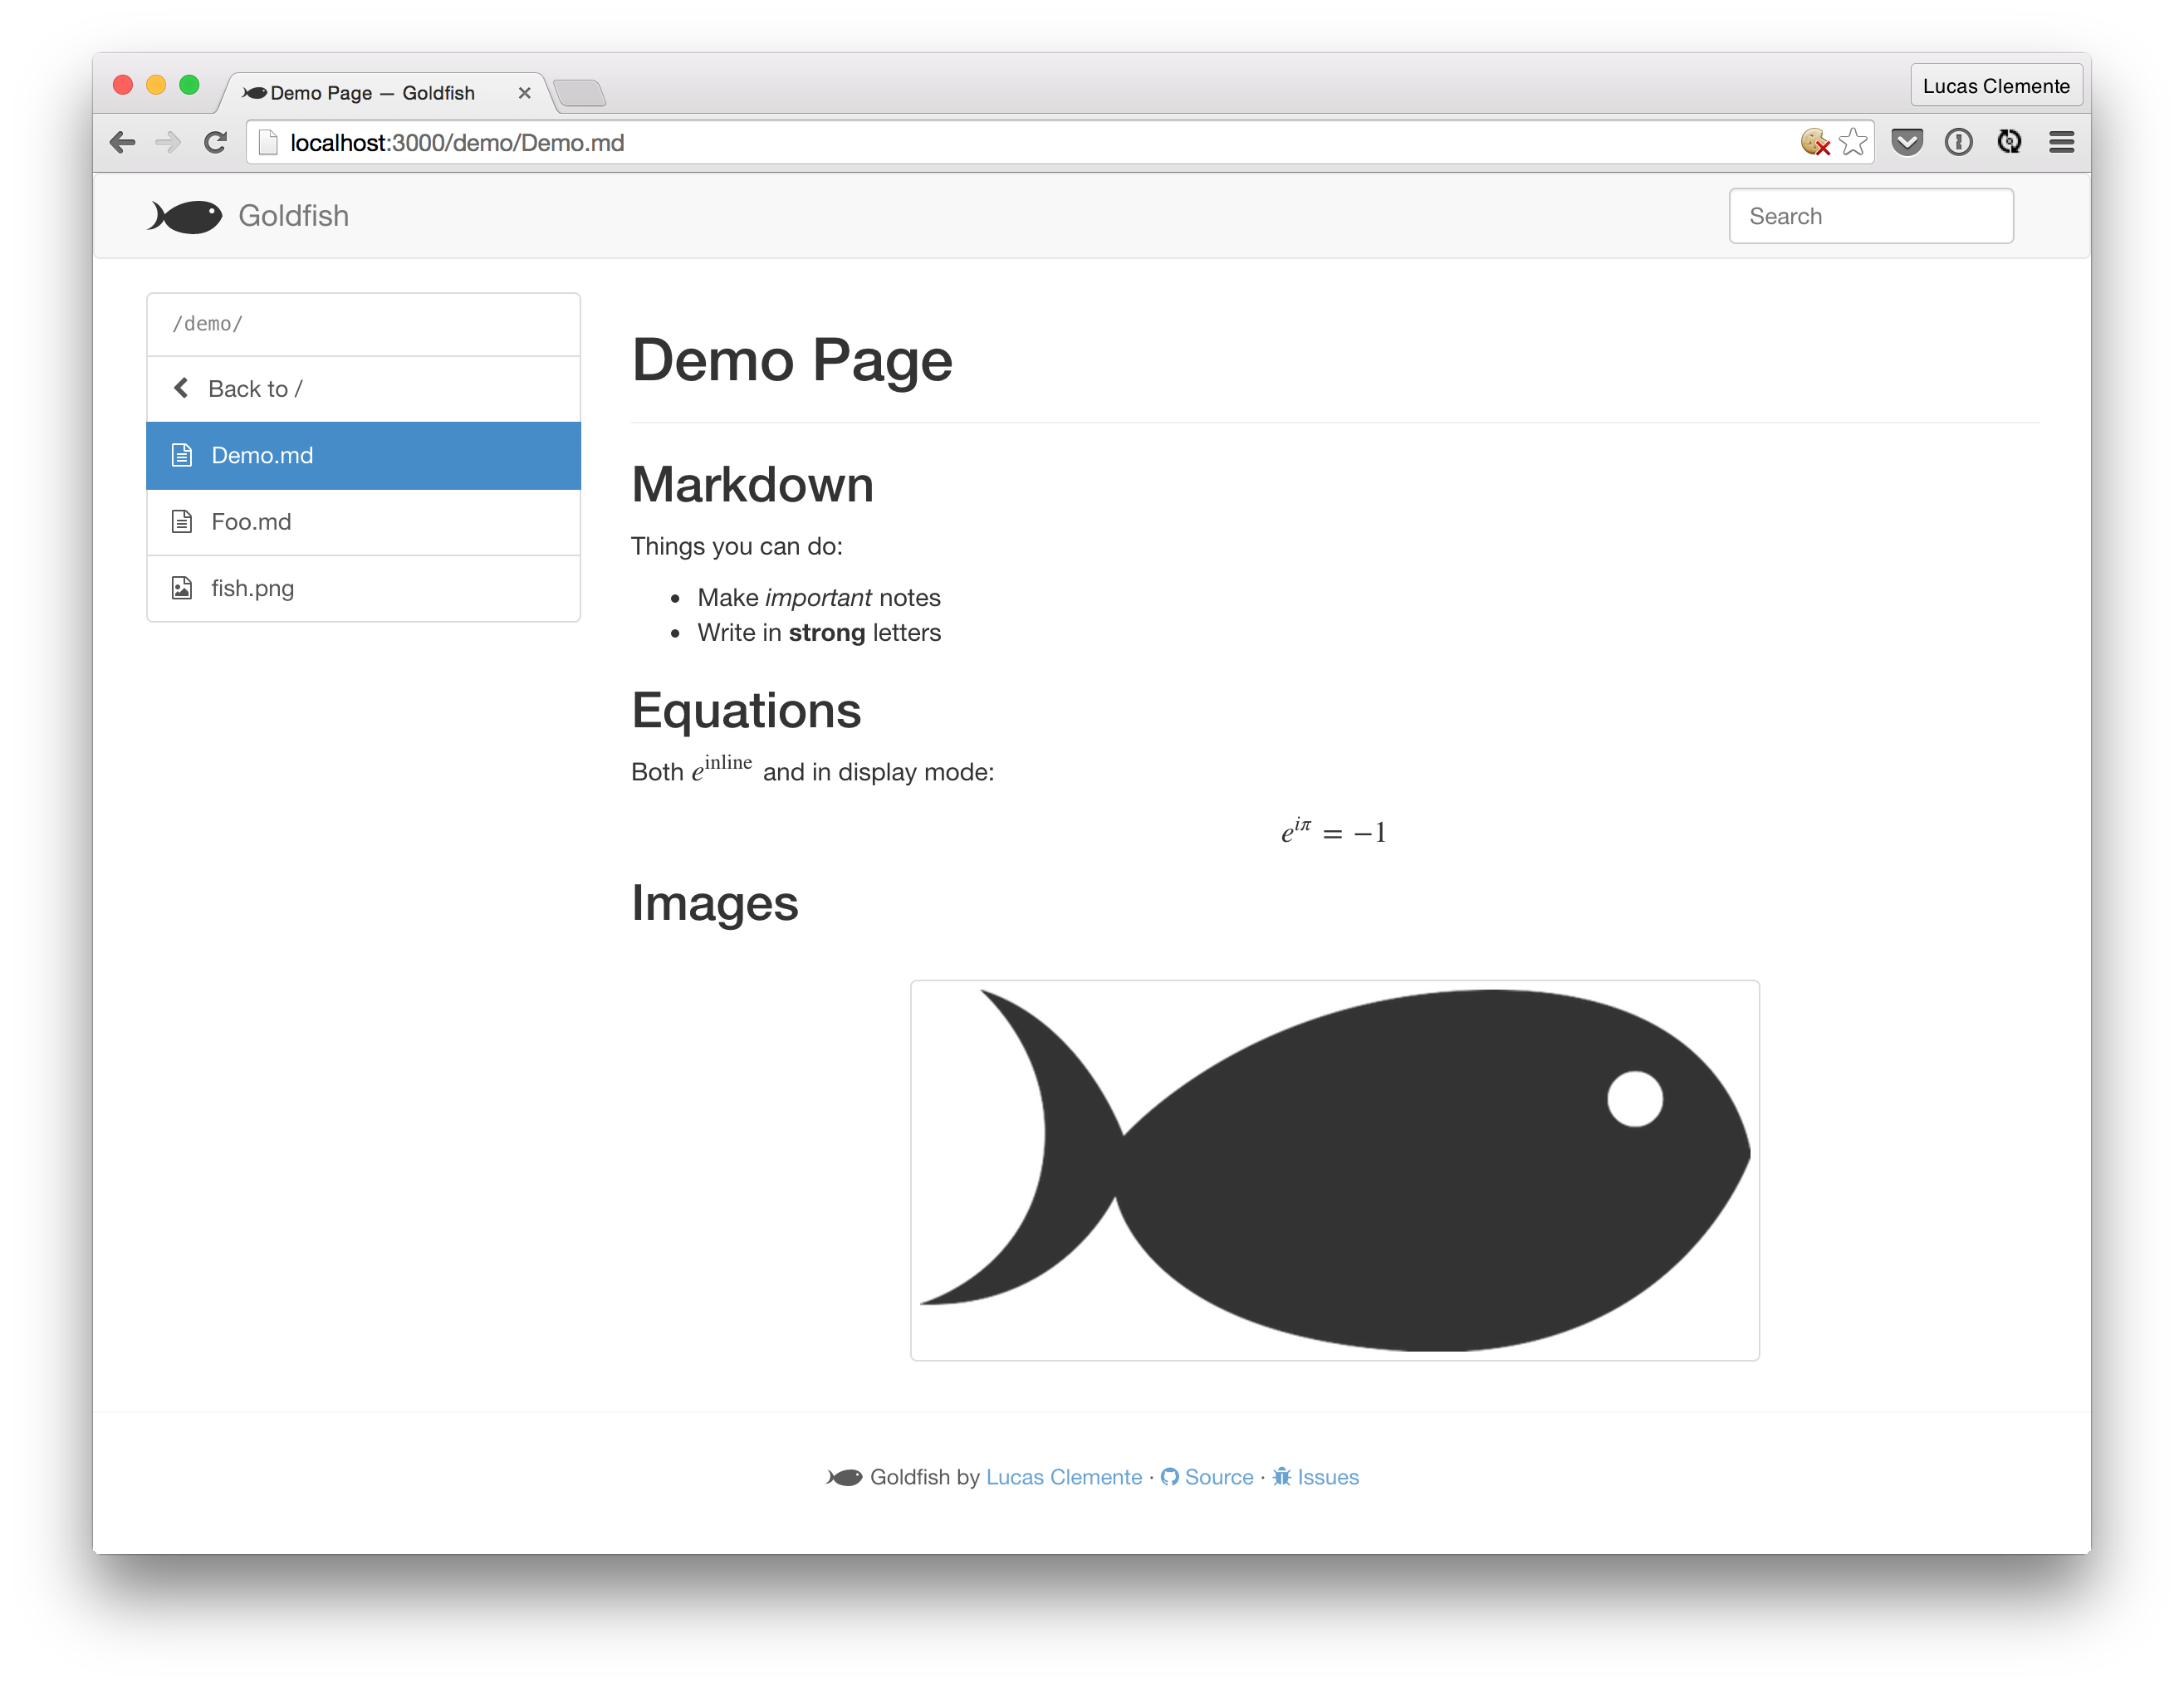 Demo Page — Goldfish
Lucas Clemente
localhost:3000/demo/Demo.md
Goldfish
Search
/demo/
Back to /
Demo.md
Foo.md
fish.png
Demo Page
Markdown
Things you can do:
• Make important notes
• Write in strong letters
Equations
Both e^inline and in display mode:
e^iπ = −1
Images
Goldfish by Lucas Clemente · Source · Issues